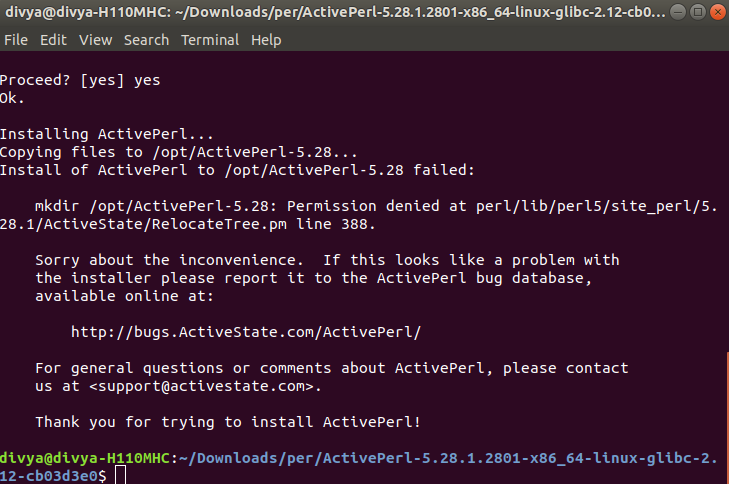 divya@divya-H110MHC: ~/Downloads/per/ActivePerl-5.28.1.2801-x86_64-linux-glibc-2.12-cb0...
File Edit View Search Terminal Help
Proceed? [yes] yes
Ok.
Installing ActivePerl...
Copying files to /opt/ActivePerl-5.28...
Install of ActivePerl to /opt/ActivePerl-5.28 failed:
mkdir /opt/ActivePerl-5.28: Permission denied at perl/lib/perl5/site_perl/5.
28.1/ActiveState/RelocateTree.pm line 388.
Sorry about the inconvenience.  If this looks like a problem with
the installer please report it to the ActivePerl bug database,
available online at:
http://bugs.ActiveState.com/ActivePerl/
For general questions or comments about ActivePerl, please contact
us at <support@activestate.com>.
Thank you for trying to install ActivePerl!
divya@divya-H110MHC:~/Downloads/per/ActivePerl-5.28.1.2801-x86_64-linux-glibc-2.
12-cb03d3e0$